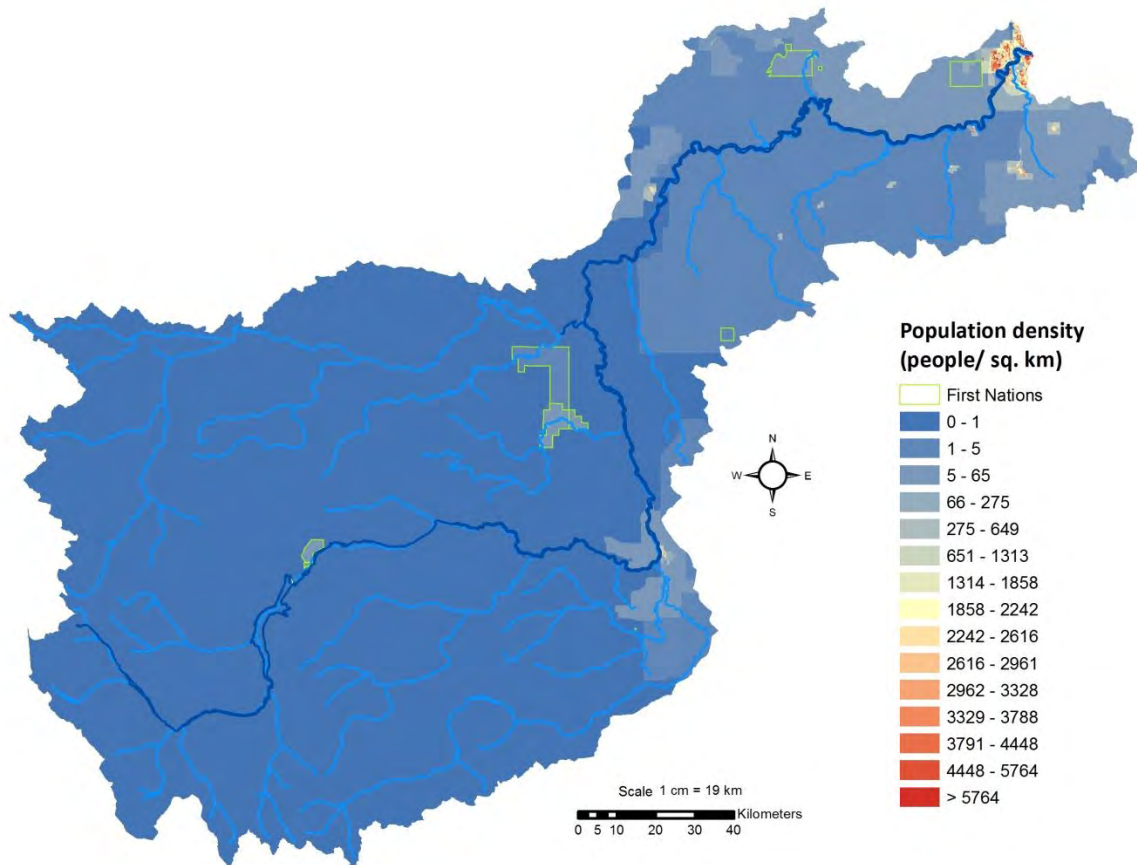 Population density
(people/ sq. km)
First Nations
0 - 1
1 - 5
5 - 65
66 - 275
275 - 649
651 - 1313
1314 - 1858
1858 - 2242
2242 - 2616
2616 - 2961
2962 - 3328
3329 - 3788
3791 - 4448
4448 - 5764
> 5764
N
W E
S
Scale 1 cm = 19 km
Kilometers
0 5 10 20 30 40